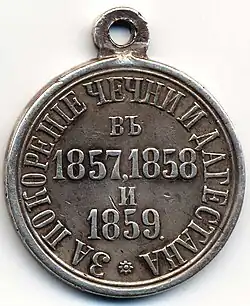 ЗА ПОКОРЕНІЕ ЧЕЧНИ И ДАГЕСТАНА
ВЪ
1857,1858
И
1859